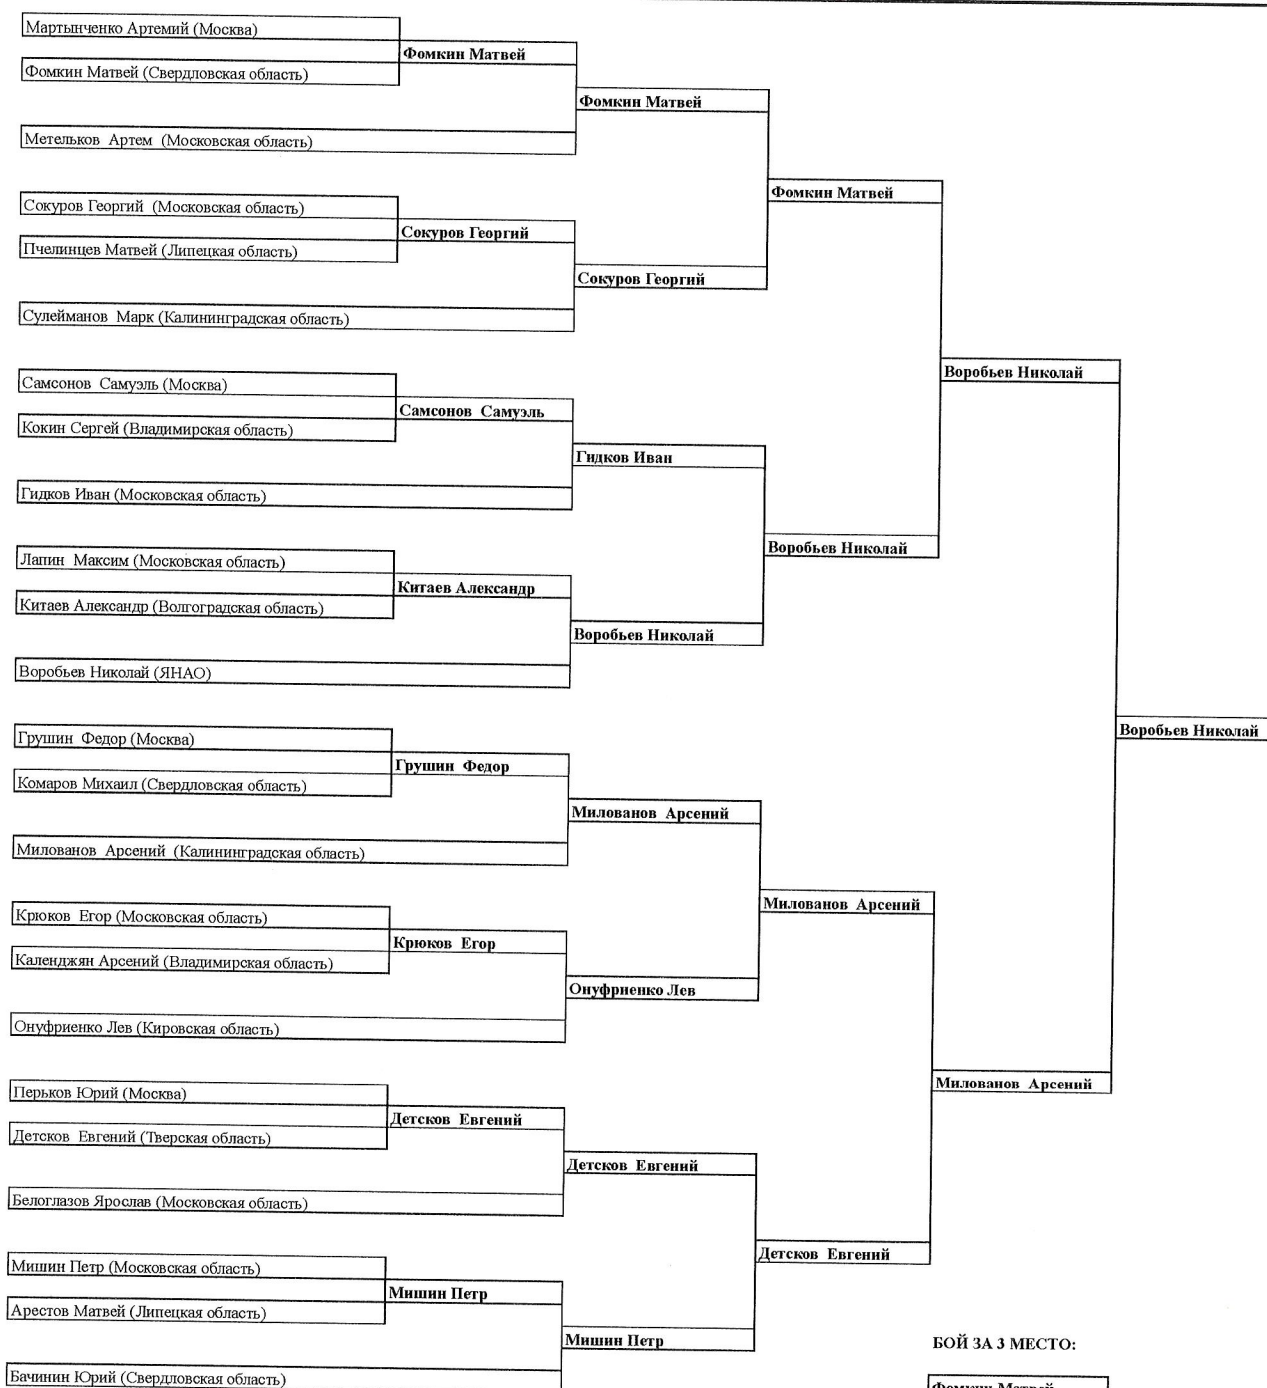 Мартынченко Артемий (Москва)
Фомкин Матвей
Фомкин Матвей (Свердловская область)
Фомкин Матвей
Метельков Артем (Московская область)
Фомкин Матвей
Сокуров Георгий (Московская область)
Сокуров Георгий
Пчелинцев Матвей (Липецкая область)
Сокуров Георгий
Сулейманов Марк (Калининградская область)
Воробьев Николай
Самсонов Самуэль (Москва)
Самсонов Самуэль
Кокин Сергей (Владимирская область)
Гидков Иван
Гидков Иван (Московская область)
Воробьев Николай
Лапин Максим (Московская область)
Китаев Александр
Китаев Александр (Волгоградская область)
Воробьев Николай
Воробьев Николай (ЯНАО)
Воробьев Николай
Грушин Федор (Москва)
Грушин Федор
Комаров Михаил (Свердловская область)
Милованов Арсений
Милованов Арсений (Калининградская область)
Милованов Арсений
Крюков Егор (Московская область)
Крюков Егор
Календжян Арсений (Владимирская область)
Онуфриенко Лев
Онуфриенко Лев (Кировская область)
Милованов Арсений
Перьков Юрий (Москва)
Детсков Евгений
Детсков Евгений (Тверская область)
Детсков Евгений
Белоглазов Ярослав (Московская область)
Детсков Евгений
Мишин Петр (Московская область)
Мишин Петр
Арестов Матвей (Липецкая область)
Мишин Петр
БОЙ ЗА 3 МЕСТО:
Бачинин Юрий (Свердловская область)
Фомкин Матвей